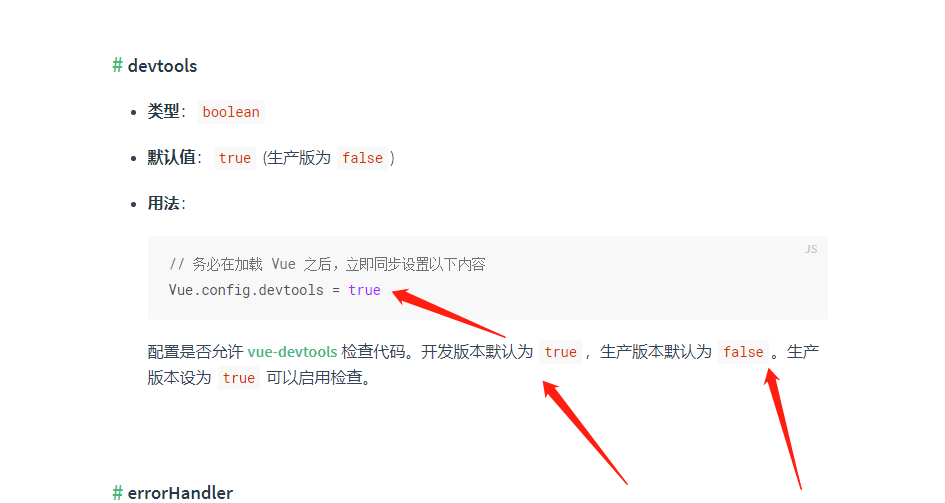 # devtools
类型： boolean
默认值： true (生产版为 false)
用法：
JS
// 务必在加载 Vue 之后，立即同步设置以下内容
Vue.config.devtools = true
配置是否允许 vue-devtools 检查代码。开发版本默认为 true，生产版本默认为 false。生产
版本设为 true 可以启用检查。
# errorHandler